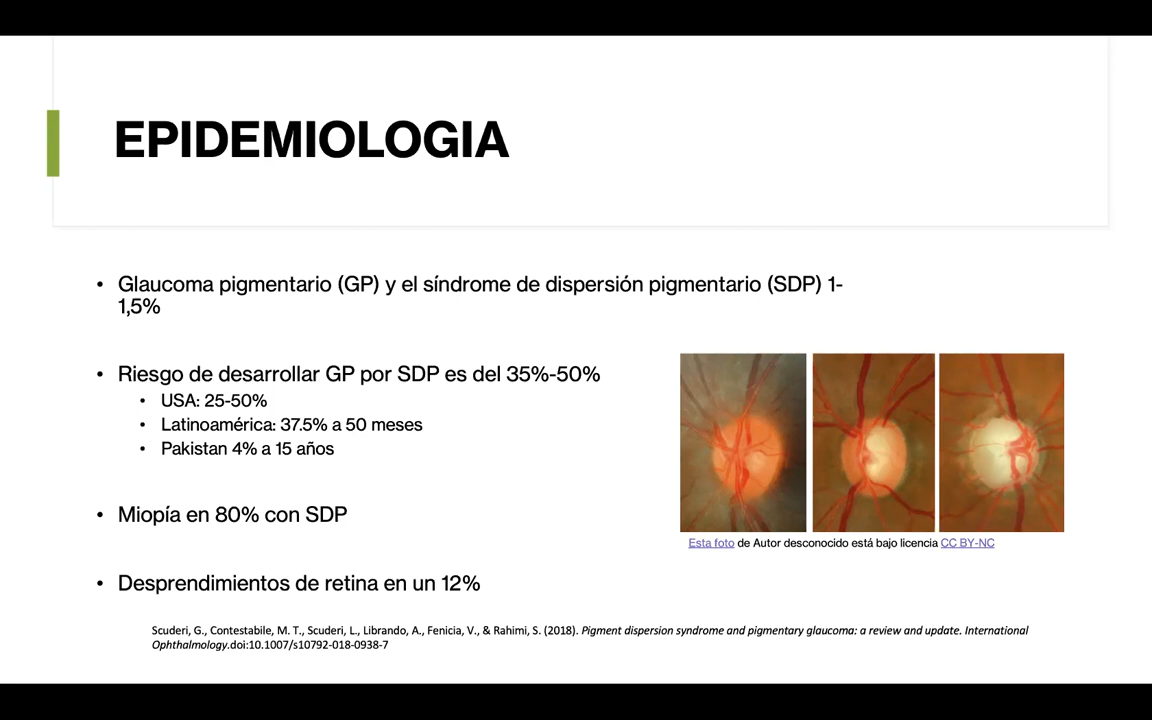 EPIDEMIOLOGIA
• Glaucoma pigmentario (GP) y el síndrome de dispersión pigmentario (SDP) 1-
1,5%
• Riesgo de desarrollar GP por SDP es del 35%-50%
• USA: 25-50%
• Latinoamérica: 37.5% a 50 meses
• Pakistan 4% a 15 años
• Miopía en 80% con SDP
Esta foto de Autor desconocido está bajo licencia CC BY-NC
• Desprendimientos de retina en un 12%
Scuderi, G., Contestabile, M. T., Scuderi, L., Librando, A., Fenicia, V., & Rahimi, S. (2018). Pigment dispersion syndrome and pigmentary glaucoma: a review and update. International
Ophthalmology.doi:10.1007/s10792-018-0938-7